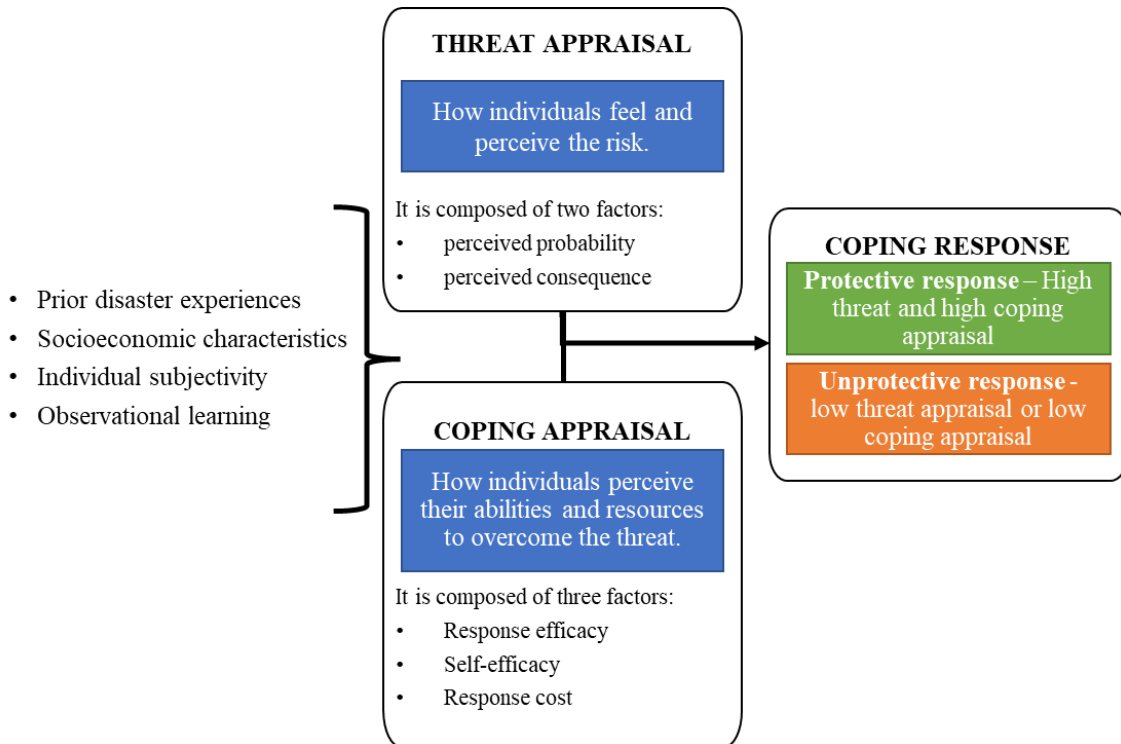 • Prior disaster experiences
• Socioeconomic characteristics
• Individual subjectivity
• Observational learning
THREAT APPRAISAL
How individuals feel and
perceive the risk.
It is composed of two factors:
• perceived probability
• perceived consequence
COPING APPRAISAL
How individuals perceive
their abilities and resources
to overcome the threat.
It is composed of three factors:
• Response efficacy
• Self-efficacy
• Response cost
COPING RESPONSE
Protective response – High
threat and high coping
appraisal
Unprotective response -
low threat appraisal or low
coping appraisal